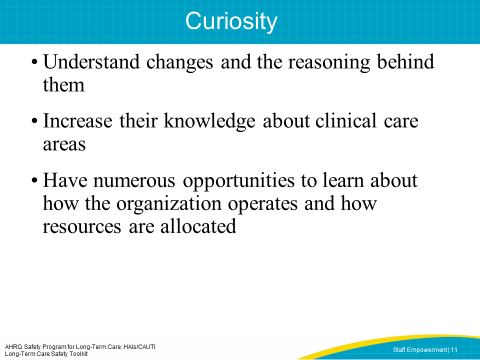 Curiosity
• Understand changes and the reasoning behind
them
• Increase their knowledge about clinical care
areas
• Have numerous opportunities to learn about
how the organization operates and how
resources are allocated
AHRQ Safety Program for Long-Term Care: HAIs/CAUTI
Long-Term Care Safety Toolkit
Staff Empowerment| 11